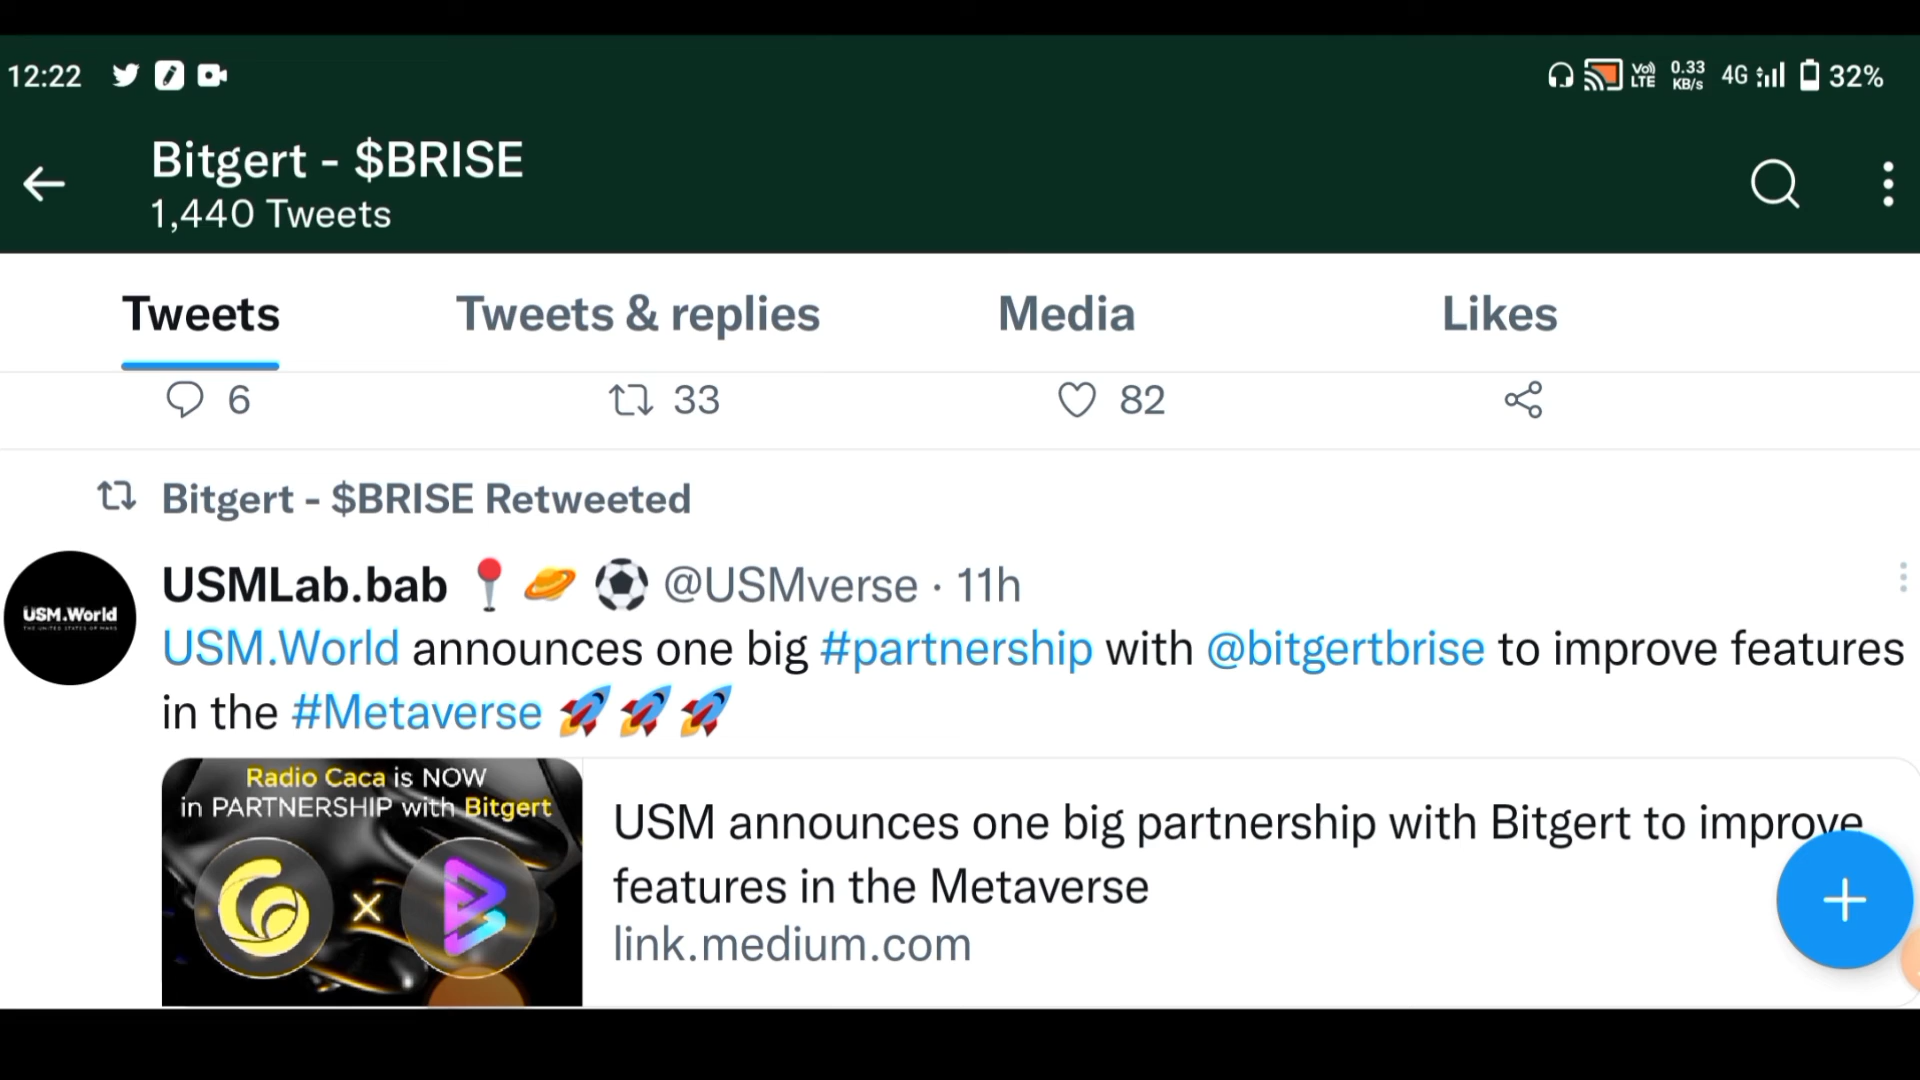 12:22 Vo) LTE 0.33 KB/s 4G 32%
Bitgert - $BRISE
1,440 Tweets
Tweets Tweets & replies Media Likes
6 33 82
Bitgert - $BRISE Retweeted
USMLab.bab @USMverse · 11h
USM.World announces one big #partnership with @bitgertbrise to improve features
in the #Metaverse
USM.World
Radio Caca is NOW
in PARTNERSHIP with Bitgert
X
USM announces one big partnership with Bitgert to improve
features in the Metaverse
link.medium.com